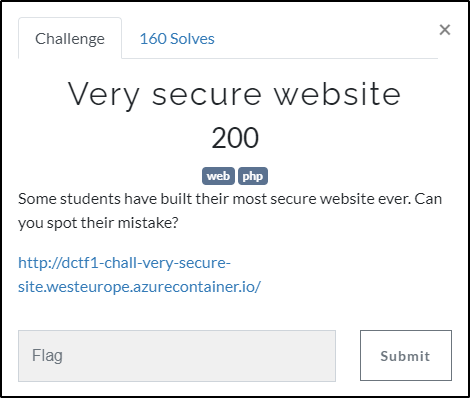 Challenge
160 Solves
×
Very secure website
200
web php
Some students have built their most secure website ever. Can
you spot their mistake?
http://dctf1-chall-very-secure-
site.westeurope.azurecontainer.io/
Flag
Submit